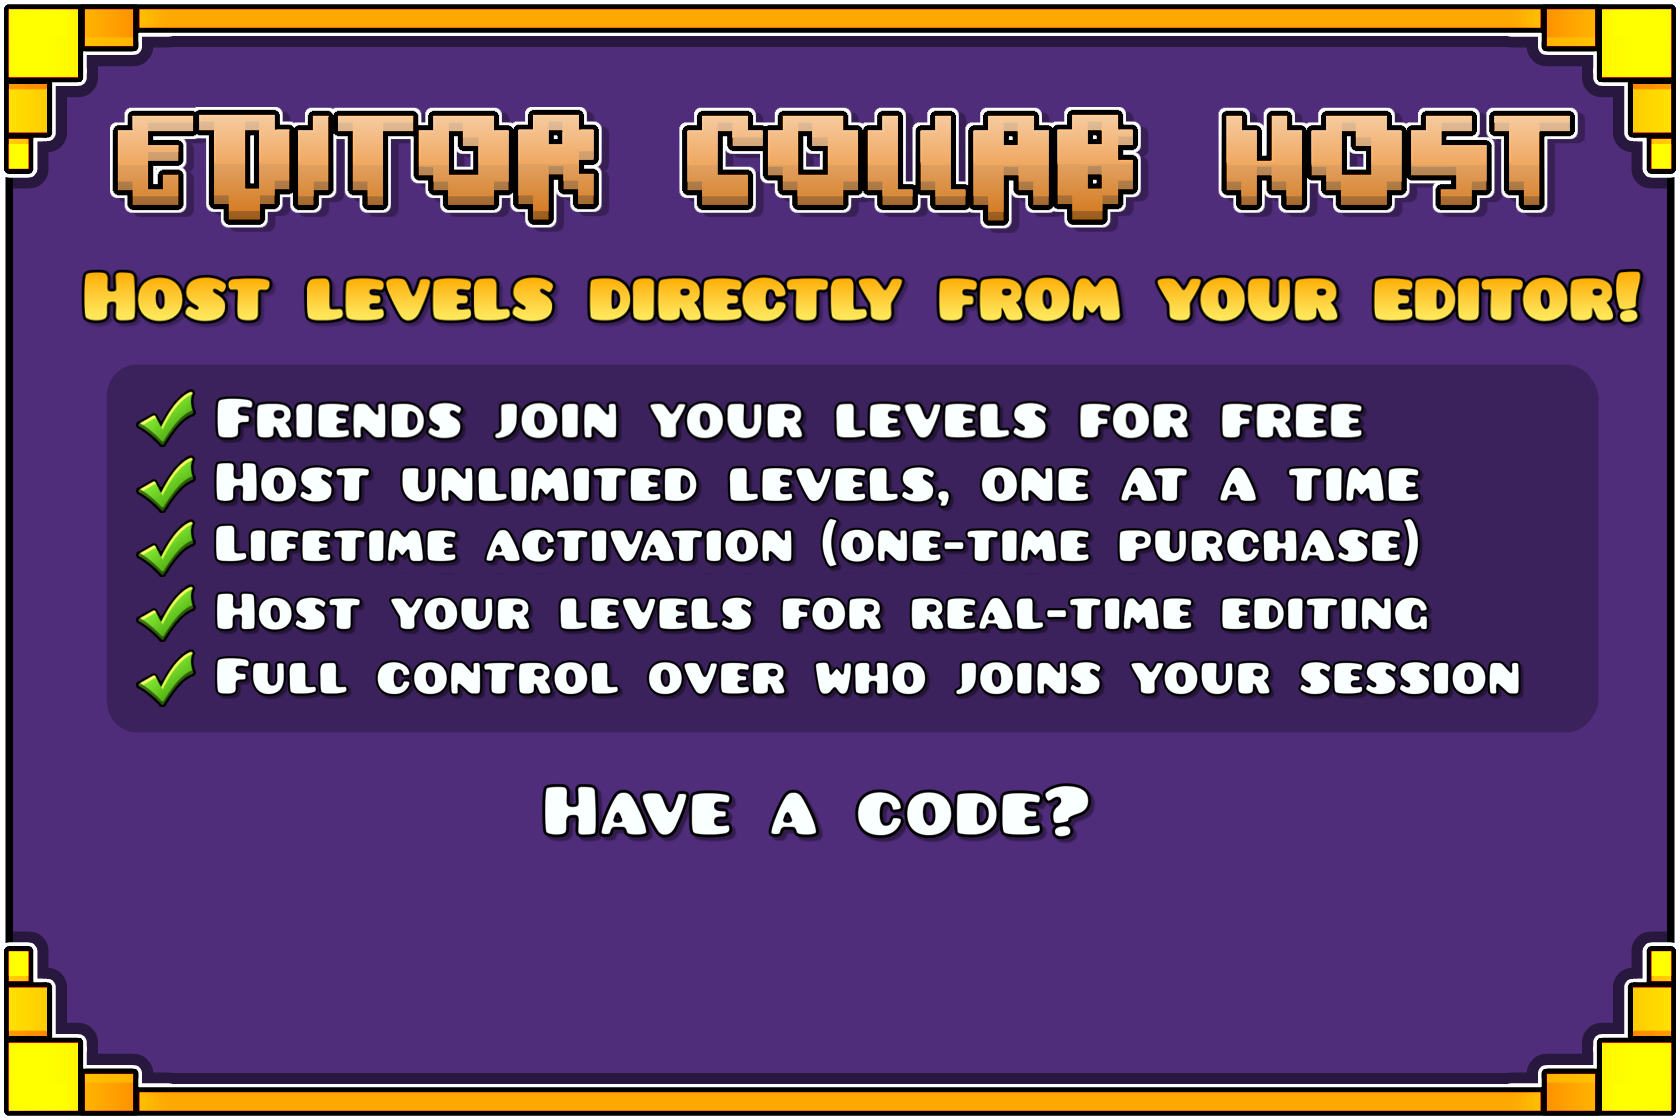 EDITOR COLLAB HOST
HOST LEVELS DIRECTLY FROM YOUR EDITOR!
FRIENDS JOIN YOUR LEVELS FOR FREE
HOST UNLIMITED LEVELS, ONE AT A TIME
LIFETIME ACTIVATION (ONE-TIME PURCHASE)
HOST YOUR LEVELS FOR REAL-TIME EDITING
FULL CONTROL OVER WHO JOINS YOUR SESSION
HAVE A CODE?